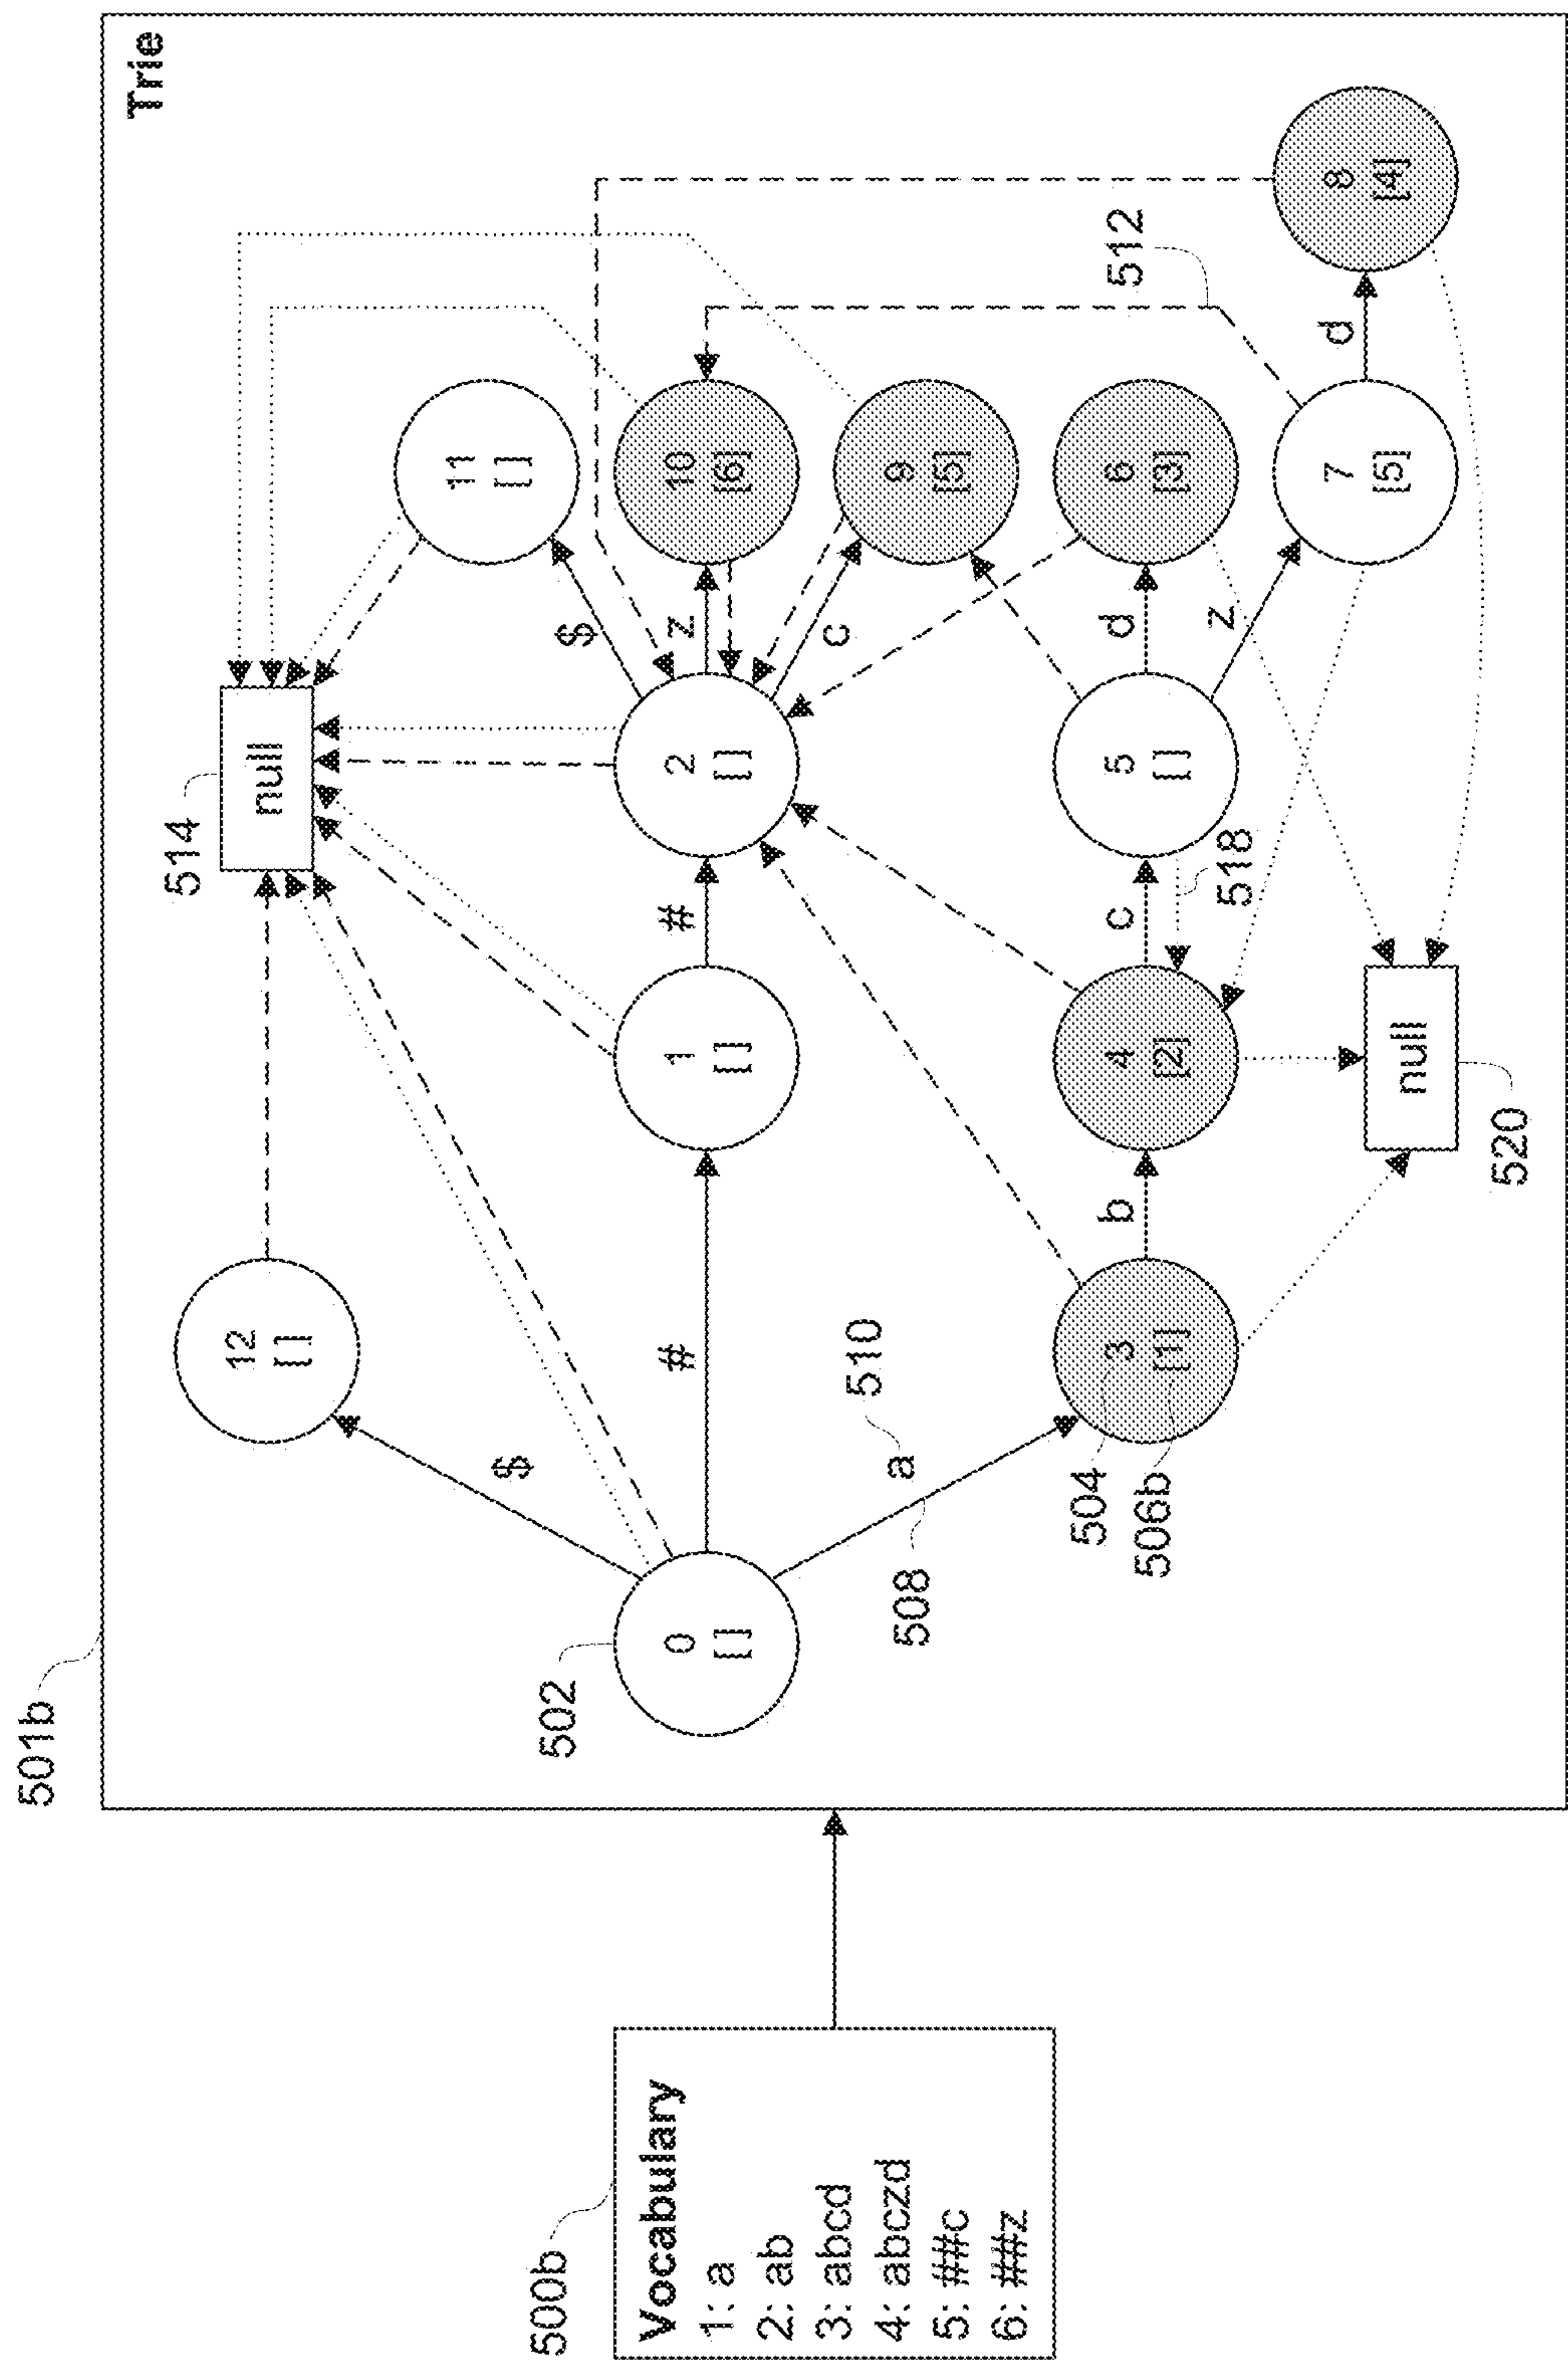 500b
Vocabulary
1: a
2: ab
3: abcd
4: abczd
5: ##c
6: ##z
501b
Trie
514
null
12
[ ]
11
[ ]
$
$
502
0
[ ]
#
1
[ ]
#
2
[ ]
z
10
[6]
c
9
[5]
510
a
508
504
3
[1]
506b
b
4
[2]
c
5
[ ]
d
6
[3]
512
518
z
7
[5]
d
8
[4]
null
520